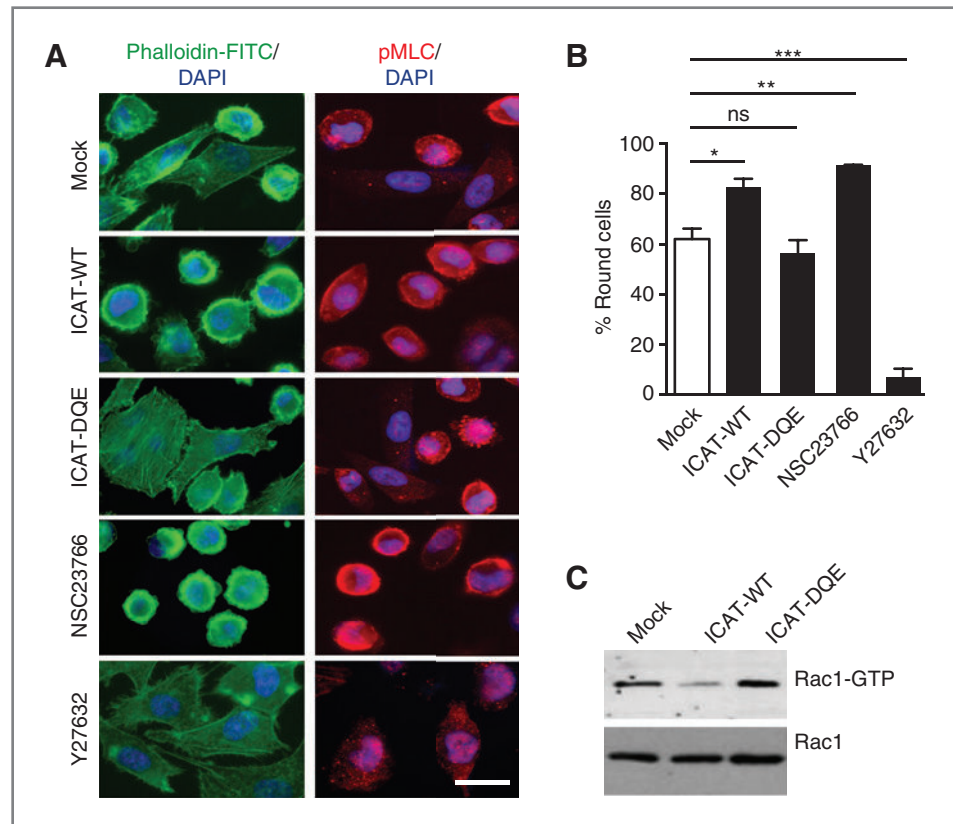 A
Phalloidin-FITC/
DAPI
pMLC/
DAPI
Mock
ICAT-WT
ICAT-DQE
NSC23766
Y27632
B
***
**
ns
*
% Round cells
100
80
60
40
20
0
Mock
ICAT-WT
ICAT-DQE
NSC23766
Y27632
C
Mock
ICAT-WT
ICAT-DQE
Rac1-GTP
Rac1